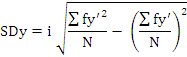 SDy = i √(Σfy′²/N − (Σfy′/N)²)